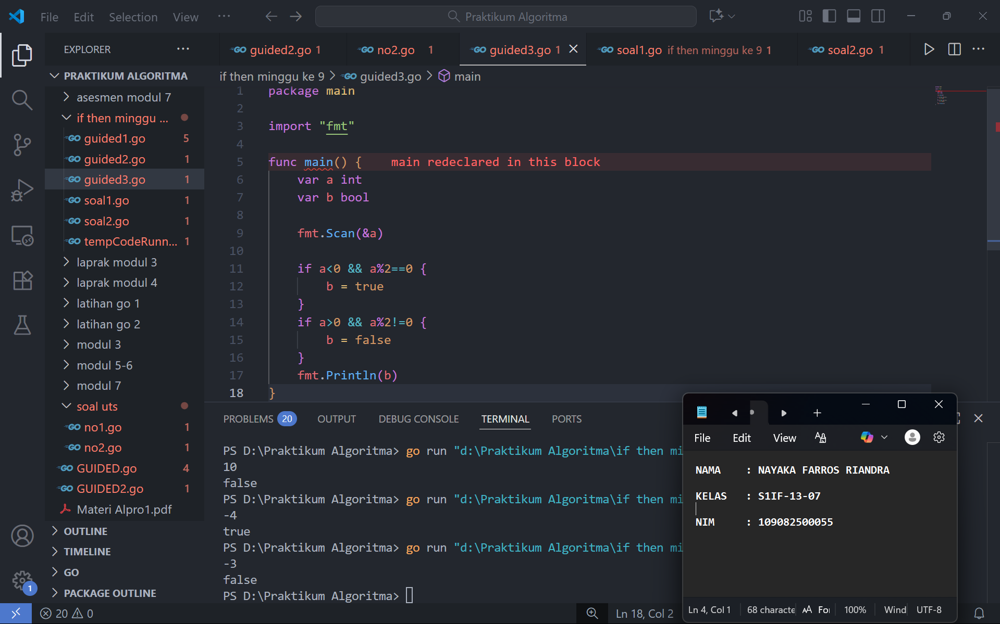 File Edit Selection View ...
Praktikum Algoritma
EXPLORER ...
PRAKTIKUM ALGORITMA
asesmen modul 7
if then minggu ...
guided1.go 5
guided2.go 1
guided3.go 1
soal1.go 1
soal2.go 1
tempCodeRunn... 1
laprak modul 3
laprak modul 4
latihan go 1
latihan go 2
modul 3
modul 5-6
modul 7
soal uts
no1.go 1
no2.go 1
GUIDED.go 4
GUIDED2.go 1
Materi Alpro1.pdf
OUTLINE
TIMELINE
GO
PACKAGE OUTLINE
guided2.go 1
no2.go 1
guided3.go 1
soal1.go if then minggu ke 9 1
soal2.go 1
if then minggu ke 9 > guided3.go > main
1 package main
2
3 import "fmt"
4
5 func main() { main redeclared in this block
6 var a int
7 var b bool
8
9 fmt.Scan(&a)
10
11 if a<0 && a%2==0 {
12 b = true
13 }
14 if a>0 && a%2!=0 {
15 b = false
16 }
17 fmt.Println(b)
18 }
PROBLEMS 20 OUTPUT DEBUG CONSOLE TERMINAL PORTS
PS D:\Praktikum Algoritma> go run "d:\Praktikum Algoritma\if then mi
10
false
PS D:\Praktikum Algoritma> go run "d:\Praktikum Algoritma\if then mi
-4
true
PS D:\Praktikum Algoritma> go run "d:\Praktikum Algoritma\if then mi
-3
false
PS D:\Praktikum Algoritma>
File Edit View
NAMA : NAYAKA FARROS RIANDRA
KELAS : S1IF-13-07
NIM : 109082500055
Ln 4, Col 1 68 characte Foi 100% Wind UTF-8
1
20 0 Ln 18, Col 2